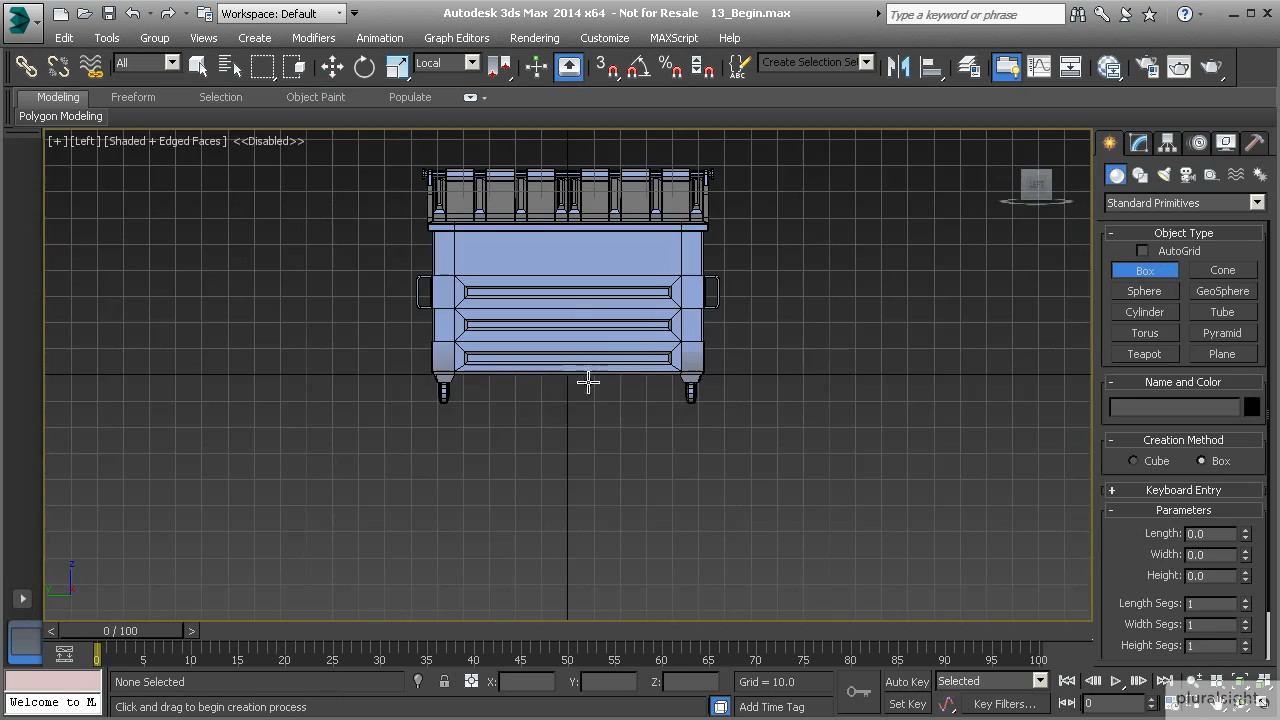 Workspace: Default
Autodesk 3ds Max 2014 x64 - Not for Resale 13_Begin.max
Type a keyword or phrase
Edit Tools Group Views Create Modifiers Animation Graph Editors Rendering Customize MAXScript Help
All
Local
Create Selection Se
Modeling Freeform Selection Object Paint Populate
Polygon Modeling
[+] [Left] [Shaded + Edged Faces ] <<Disabled>>
LEFT
Standard Primitives
- Object Type
AutoGrid
Box Cone
Sphere GeoSphere
Cylinder Tube
Torus Pyramid
Teapot Plane
- Name and Color
- Creation Method
Cube Box
+ Keyboard Entry
- Parameters
Length: 0.0
Width: 0.0
Height: 0.0
Length Segs: 1
Width Segs: 1
Height Segs: 1
z
y
x
< 0 / 100 >
0 5 10 15 20 25 30 35 40 45 50 55 60 65 70 75 80 85 90 95 100
None Selected X: Y: Z: Grid = 10.0 Auto Key Selected
Welcome to M Click and drag to begin creation process Add Time Tag Set Key Key Filters... 0
pluralsight